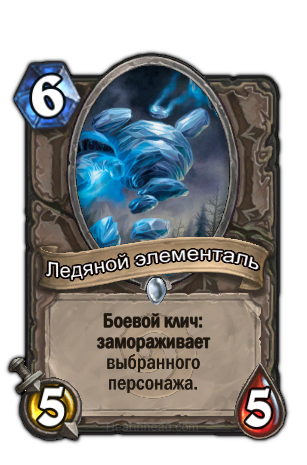 6
Ледяной элементаль
Боевой клич:
замораживает
выбранного
персонажа.
5
5